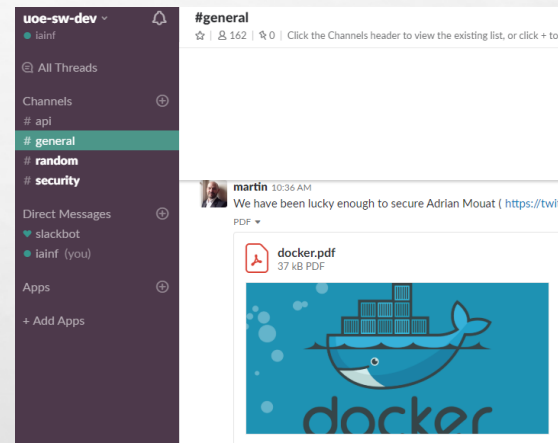 uoe-sw-dev
iainf
All Threads
Channels
# api
# general
# random
# security
Direct Messages
slackbot
iainf (you)
Apps
+ Add Apps
#general
162 | 0 | Click the Channels header to view the existing list, or click + to
martin 10:36 AM
We have been lucky enough to secure Adrian Mouat ( https://twi
PDF
docker.pdf
37 kB PDF
docker